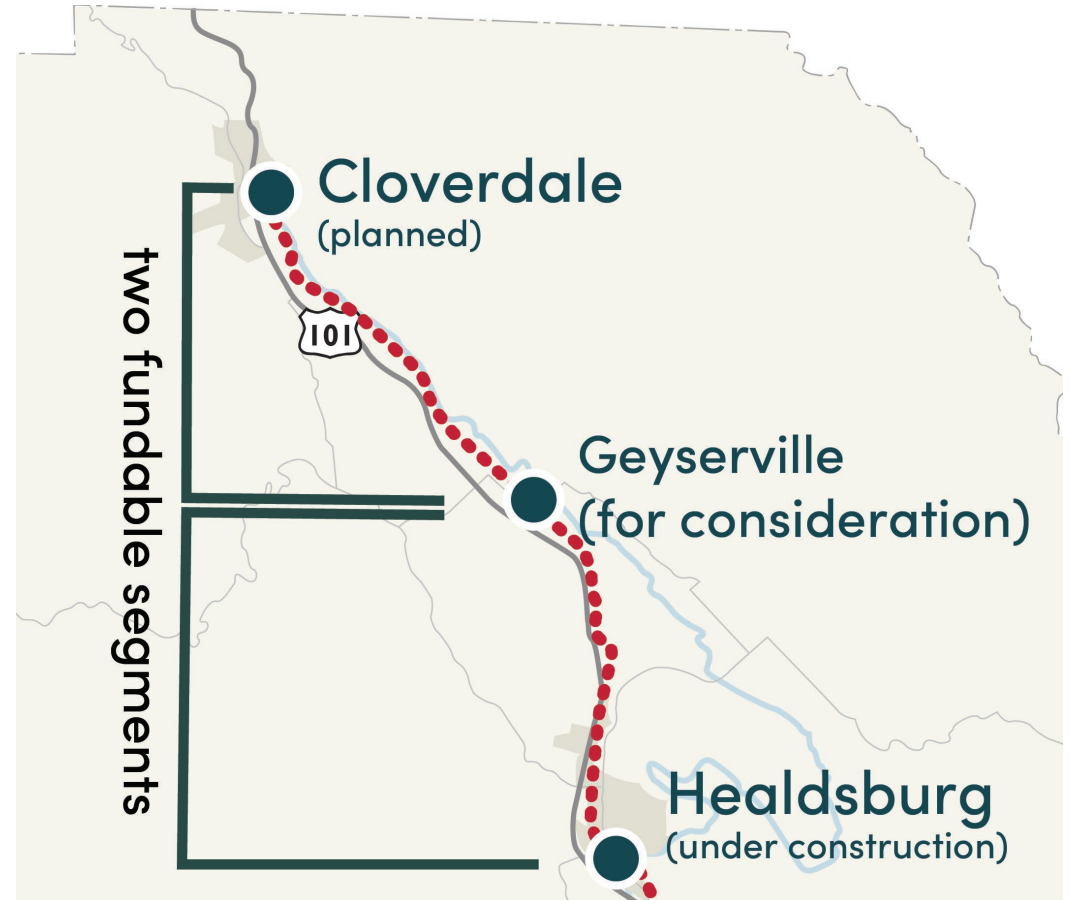 Cloverdale
(planned)
101
two fundable segments
Geyserville
(for consideration)
Healdsburg
(under construction)